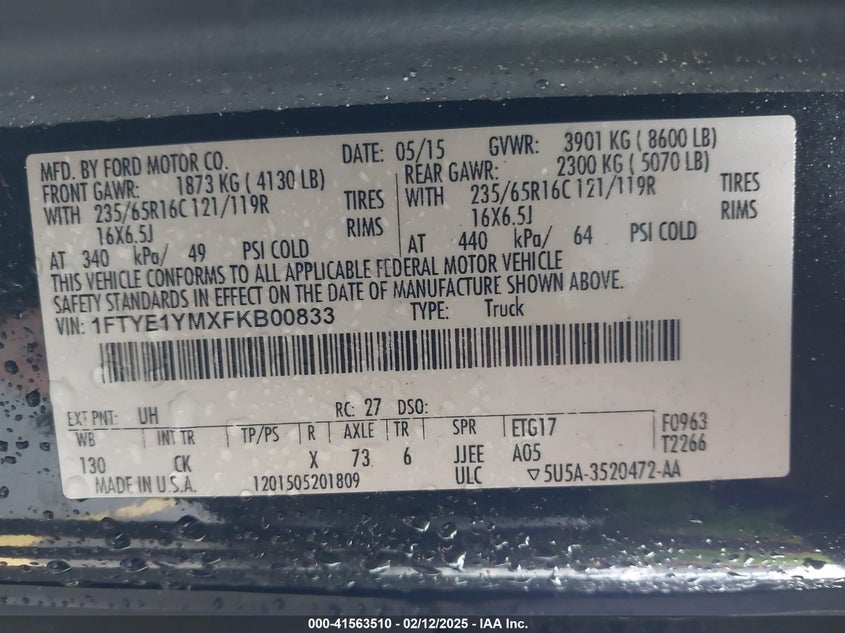 MFD. BY FORD MOTOR CO. DATE: 05/15 GVWR: 3901 KG ( 8600 LB)
FRONT GAWR: 1873 KG ( 4130 LB) REAR GAWR: 2300 KG ( 5070 LB)
WITH 235/65R16C 121/119R TIRES WITH 235/65R16C 121/119R TIRES
16X6.5J RIMS 16X6.5J RIMS
AT 340 kPa/ 49 PSI COLD AT 440 kPa/ 64 PSI COLD
THIS VEHICLE CONFORMS TO ALL APPLICABLE FEDERAL MOTOR VEHICLE
SAFETY STANDARDS IN EFFECT ON THE DATE OF MANUFACTURE SHOWN ABOVE.
VIN: 1FTYE1YMXFKB00833 TYPE: Truck
EXT PNT: UH RC: 27 DSO:
WB INT TR TP/PS R AXLE TR SPR ETG17 F0963
130 CK X 73 6 JJEE A05 T2266
MADE IN U.S.A. 1201505201809 ULC ▽5U5A-3520472-AA
000-41563510 - 02/12/2025 - IAA Inc.